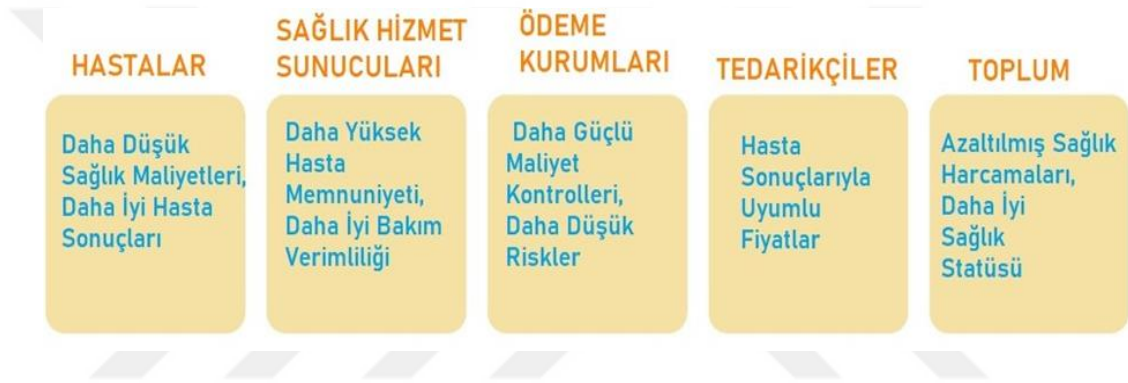 HASTALAR
Daha Düşük
Sağlık Maliyetleri,
Daha İyi Hasta
Sonuçları
SAĞLIK HİZMET
SUNUCULARI
Daha Yüksek
Hasta
Memnuniyeti,
Daha İyi Bakım
Verimliliği
ÖDEME
KURUMLARI
Daha Güçlü
Maliyet
Kontrolleri,
Daha Düşük
Riskler
TEDARİKÇİLER
Hasta
Sonuçlarıyla
Uyumlu
Fiyatlar
TOPLUM
Azaltılmış Sağlık
Harcamaları,
Daha İyi
Sağlık
Statüsü